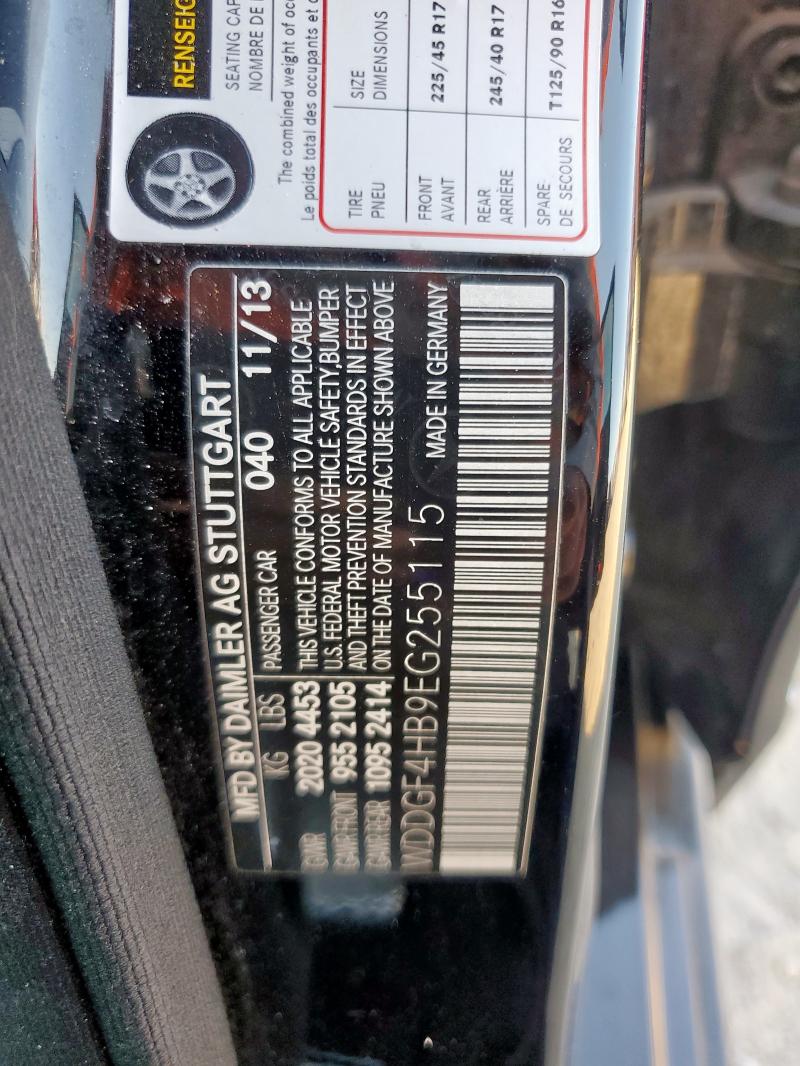 RENSEIG
SEATING CAP
NOMBRE DE
The combined weight of occ
Le poids total des occupants et c
TIRE SIZE
PNEU DIMENSIONS
FRONT 225/45 R17
AVANT
REAR 245/40 R17
ARRIÈRE
SPARE T125/90 R16
DE SECOURS
MFD BY DAIMLER AG STUTTGART
KG LBS PASSENGER CAR 040 11/13
GVWR 2020 4453 THIS VEHICLE CONFORMS TO ALL APPLICABLE
GAWR FRONT 955 2105 U.S. FEDERAL MOTOR VEHICLE SAFETY,BUMPER
AND THEFT PREVENTION STANDARDS IN EFFECT
GAWR REAR 1095 2414 ON THE DATE OF MANUFACTURE SHOWN ABOVE
WDDGF4HB9EG255115 MADE IN GERMANY